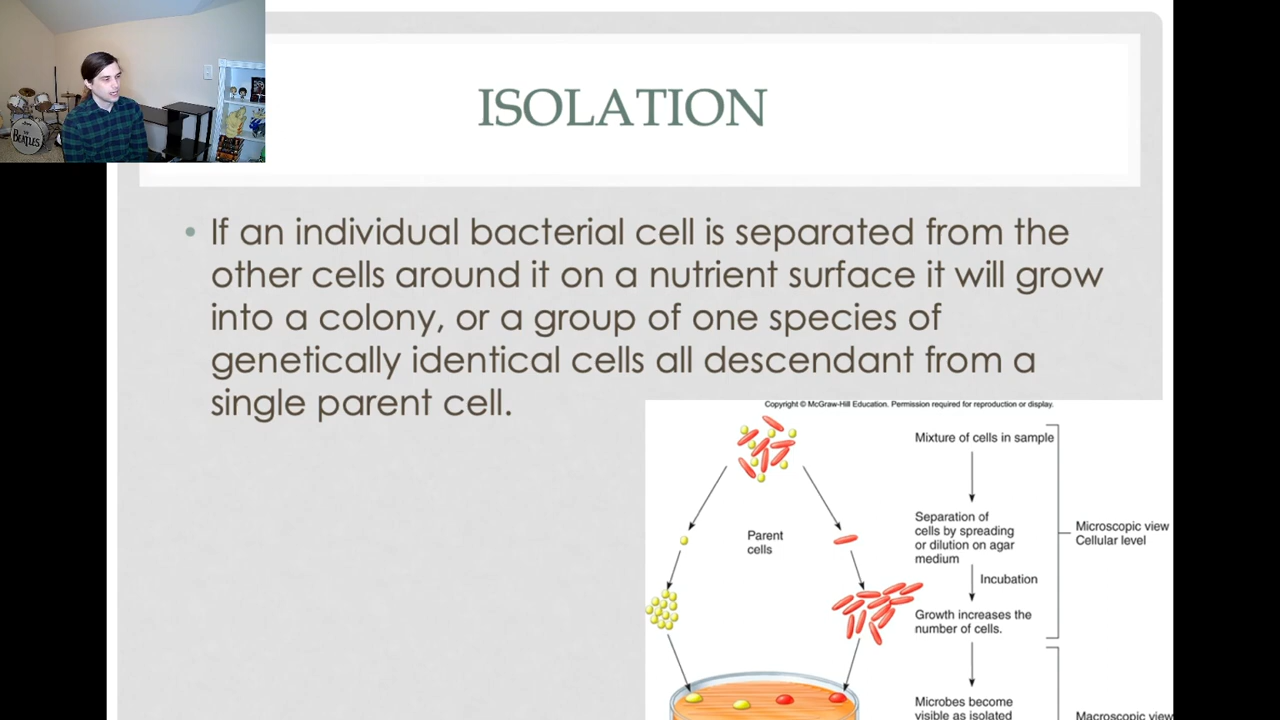 ISOLATION
• If an individual bacterial cell is separated from the
other cells around it on a nutrient surface it will grow
into a colony, or a group of one species of
genetically identical cells all descendant from a
single parent cell.
Copyright © McGraw-Hill Education. Permission required for reproduction or display.
Mixture of cells in sample
Separation of
cells by spreading
or dilution on agar
medium
Parent
cells
Microscopic view
Cellular level
Incubation
Growth increases the
number of cells.
Microbes become
visible as isolated
Macroscopic view
THE
BEATLES